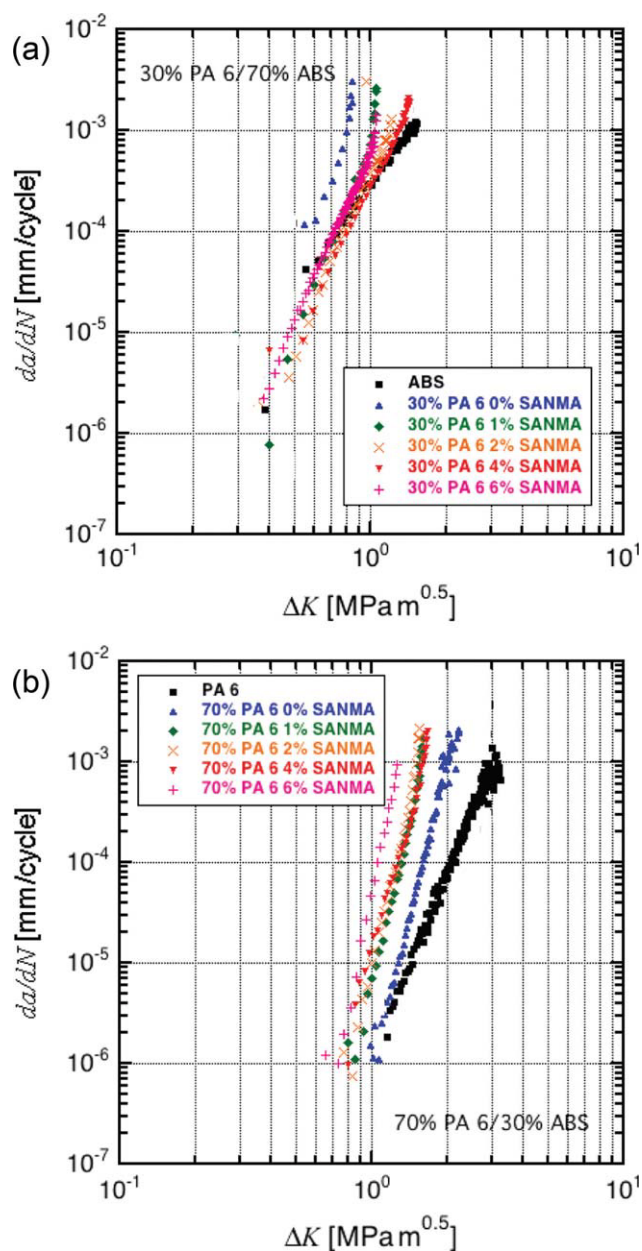 (a)
30% PA 6/70% ABS
10⁻²
10⁻³
10⁻⁴
10⁻⁵
10⁻⁶
10⁻⁷
da/dN [mm/cycle]
ABS
30% PA 6 0% SANMA
30% PA 6 1% SANMA
30% PA 6 2% SANMA
30% PA 6 4% SANMA
30% PA 6 6% SANMA
10⁻¹ 10⁰ 10¹
ΔK [MPa m^0.5]
(b)
10⁻²
10⁻³
10⁻⁴
10⁻⁵
10⁻⁶
10⁻⁷
da/dN [mm/cycle]
PA 6
70% PA 6 0% SANMA
70% PA 6 1% SANMA
70% PA 6 2% SANMA
70% PA 6 4% SANMA
70% PA 6 6% SANMA
70% PA 6/30% ABS
10⁻¹ 10⁰ 10¹
ΔK [MPa m^0.5]